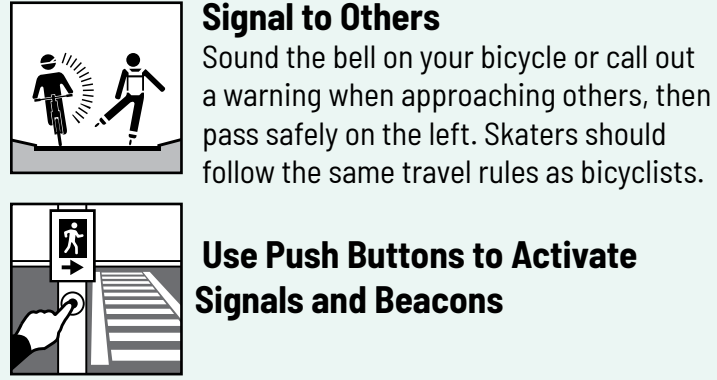 Signal to Others
Sound the bell on your bicycle or call out
a warning when approaching others, then
pass safely on the left. Skaters should
follow the same travel rules as bicyclists.
Use Push Buttons to Activate
Signals and Beacons